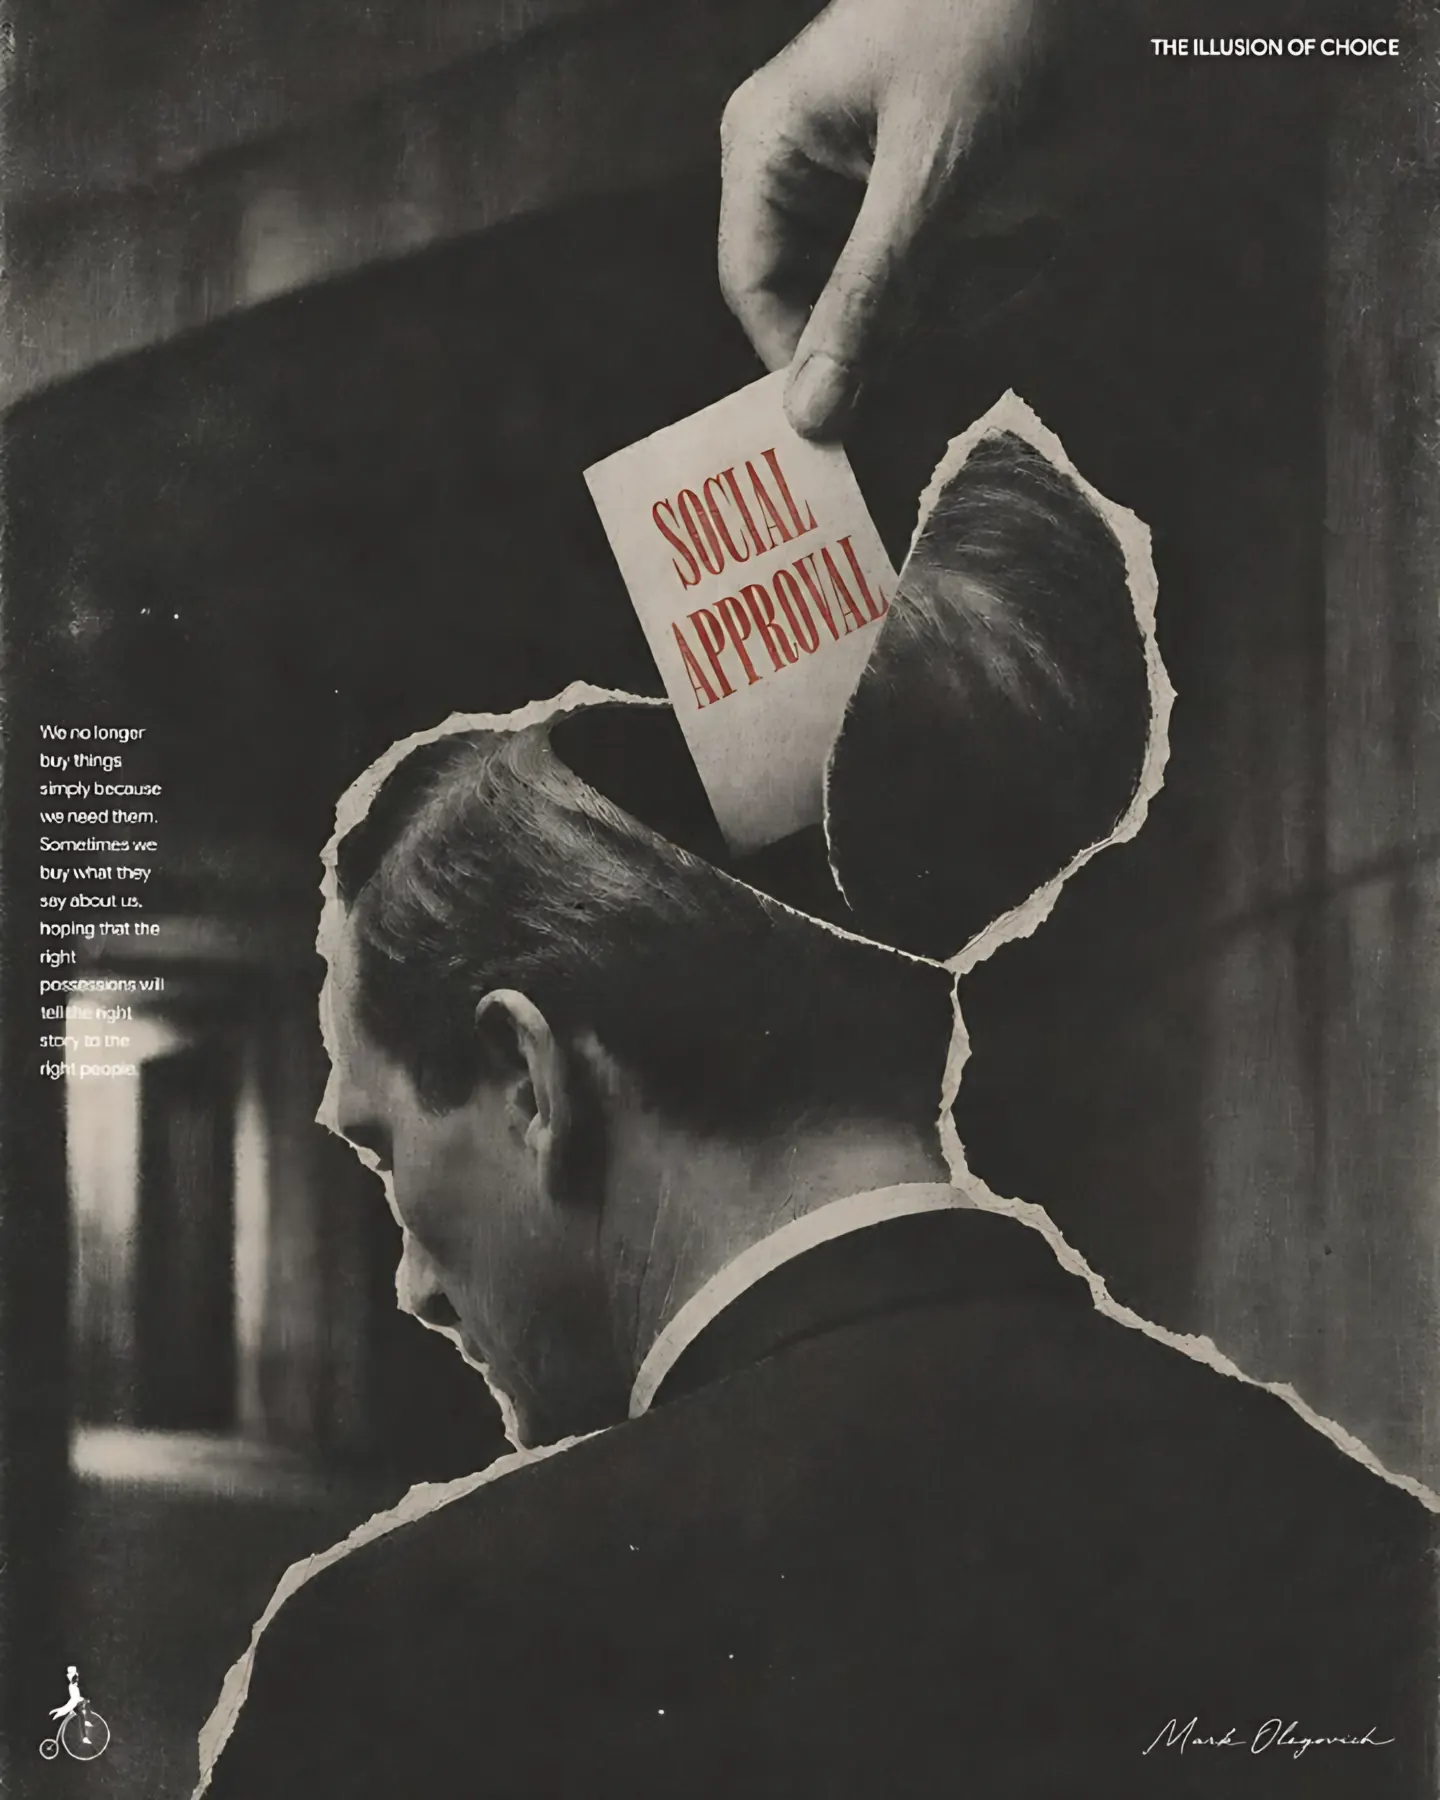 THE ILLUSION OF CHOICE
SOCIAL
APPROVAL
We no longer
buy things
simply because
we need them.
Sometimes we
buy what they
say about us,
hoping that the
right
possessions will
tell the right
story to the
right people.
Mark Olegovich